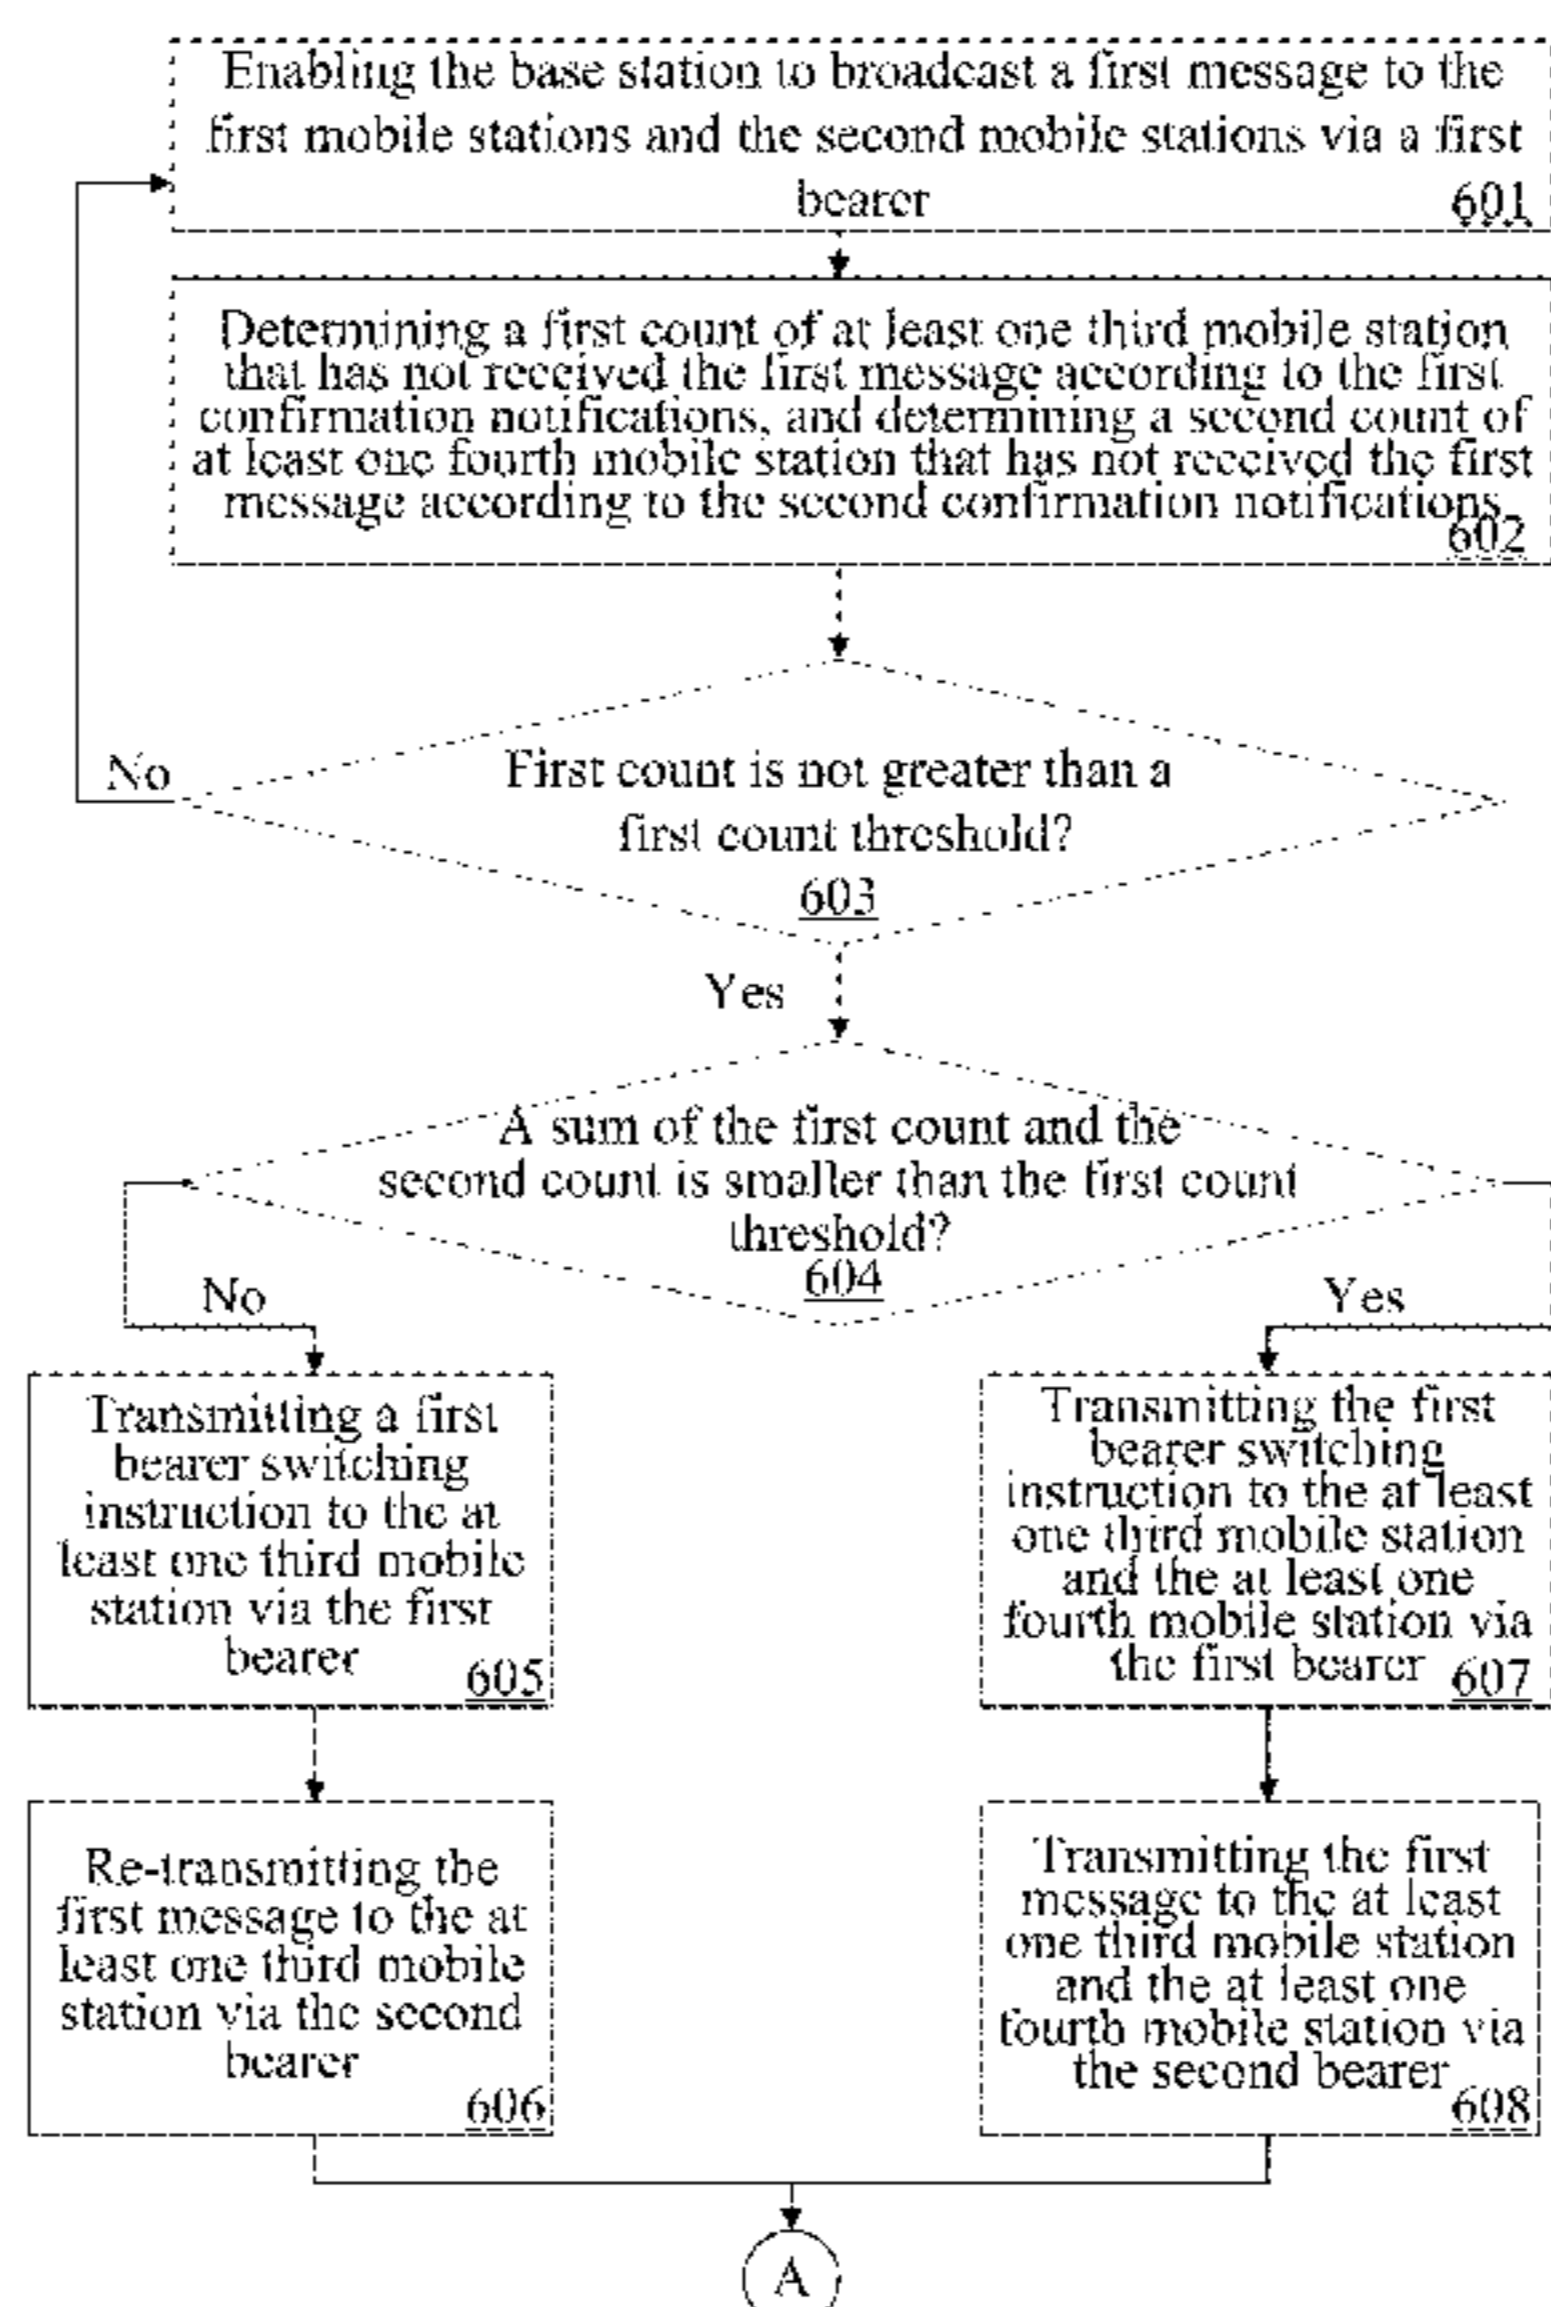 Enabling the base station to broadcast a first message to the
first mobile stations and the second mobile stations via a first
bearer
601
Determining a first count of at least one third mobile station
that has not received the first message according to the first
confirmation notifications, and determining a second count of
at least one fourth mobile station that has not received the first
message according to the second confirmation notifications
602
No
First count is not greater than a
first count threshold?
603
Yes
A sum of the first count and the
second count is smaller than the first count
threshold?
604
No
Yes
Transmitting a first
bearer switching
instruction to the at
least one third mobile
station via the first
bearer
605
Transmitting the first
bearer switching
instruction to the at least
one third mobile station
and the at least one
fourth mobile station via
the first bearer
607
Re-transmitting the
first message to the at
least one third mobile
station via the second
bearer
606
Transmitting the first
message to the at least
one third mobile station
and the at least one
fourth mobile station via
the second bearer
608
A